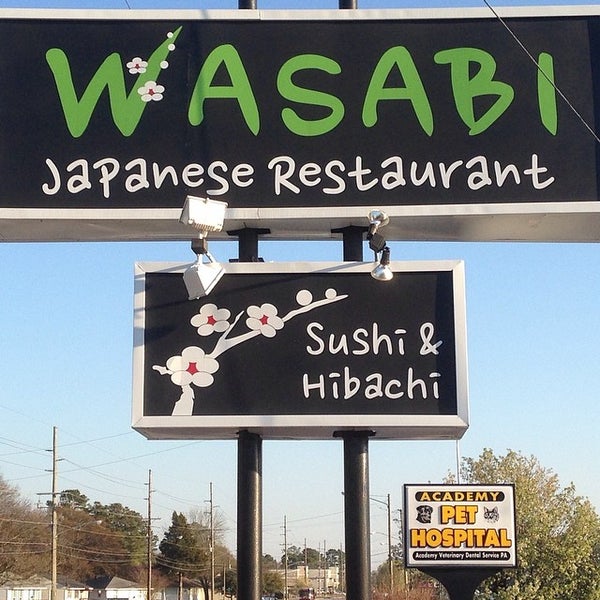 WASABI
Japanese Restaurant
Sushi &
Hibachi
ACADEMY
PET
HOSPITAL
Academy Veterinary Dental Service PA